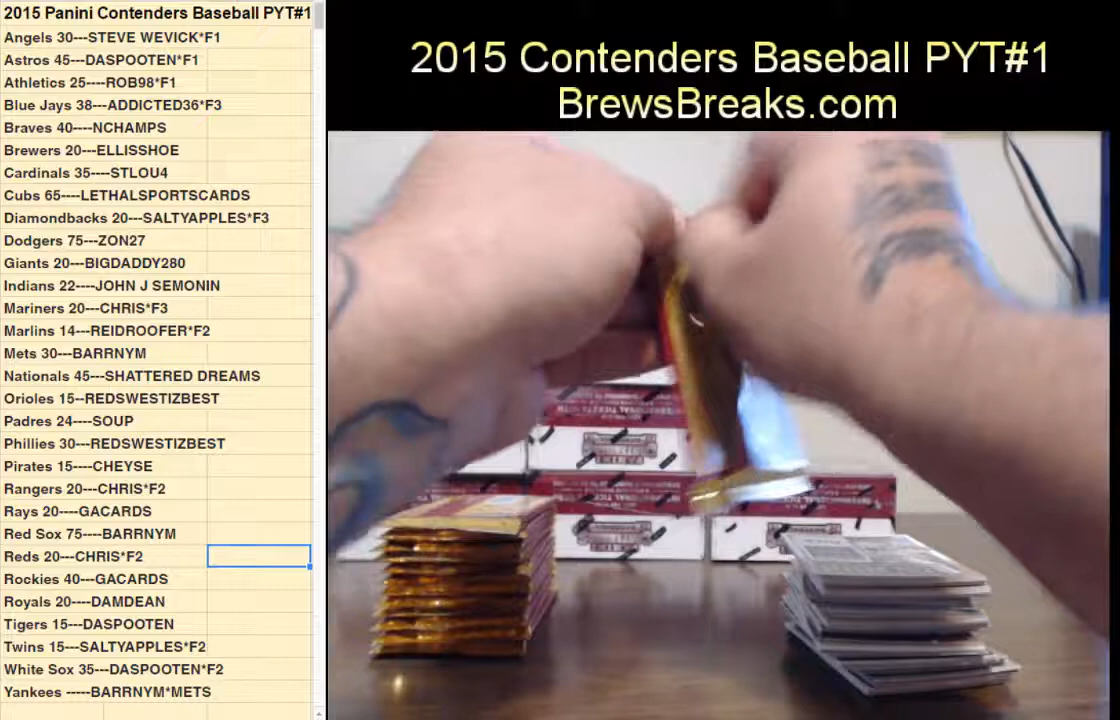 2015 Panini Contenders Baseball PYT#1
Angels 30---STEVE WEVICK*F1
Astros 45---DASPOOTEN*F1
Athletics 25----ROB98*F1
Blue Jays 38---ADDICTED36*F3
Braves 40----NCHAMPS
Brewers 20---ELLISSHOE
Cardinals 35----STLOU4
Cubs 65----LETHALSPORTSCARDS
Diamondbacks 20---SALTYAPPLES*F3
Dodgers 75---ZON27
Giants 20---BIGDADDY280
Indians 22----JOHN J SEMONIN
Mariners 20---CHRIS*F3
Marlins 14---REIDROOFER*F2
Mets 30---BARRNYM
Nationals 45---SHATTERED DREAMS
Orioles 15--REDSWESTIZBEST
Padres 24----SOUP
Phillies 30---REDSWESTIZBEST
Pirates 15----CHEYSE
Rangers 20---CHRIS*F2
Rays 20----GACARDS
Red Sox 75----BARRNYM
Reds 20---CHRIS*F2
Rockies 40---GACARDS
Royals 20----DAMDEAN
Tigers 15----DASPOOTEN
Twins 15----SALTYAPPLES*F2
White Sox 35---DASPOOTEN*F2
Yankees -----BARRNYM*METS
2015 Contenders Baseball PYT#1
BrewsBreaks.com